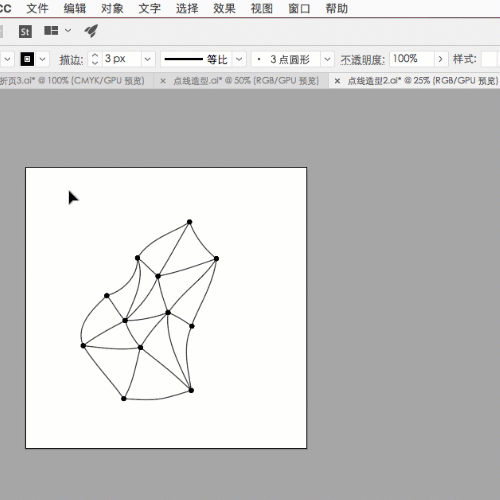 CC 文件 编辑 对象 文字 选择 效果 视图 窗口 帮助
St
描边: 3 px 等比 3 点圆形 不透明度: 100% 样式:
折页3.ai* @ 100% (CMYK/GPU 预览) × 点线造型.ai* @ 50% (RGB/GPU 预览) × 点线造型2.ai* @ 25% (RGB/GPU 预览)